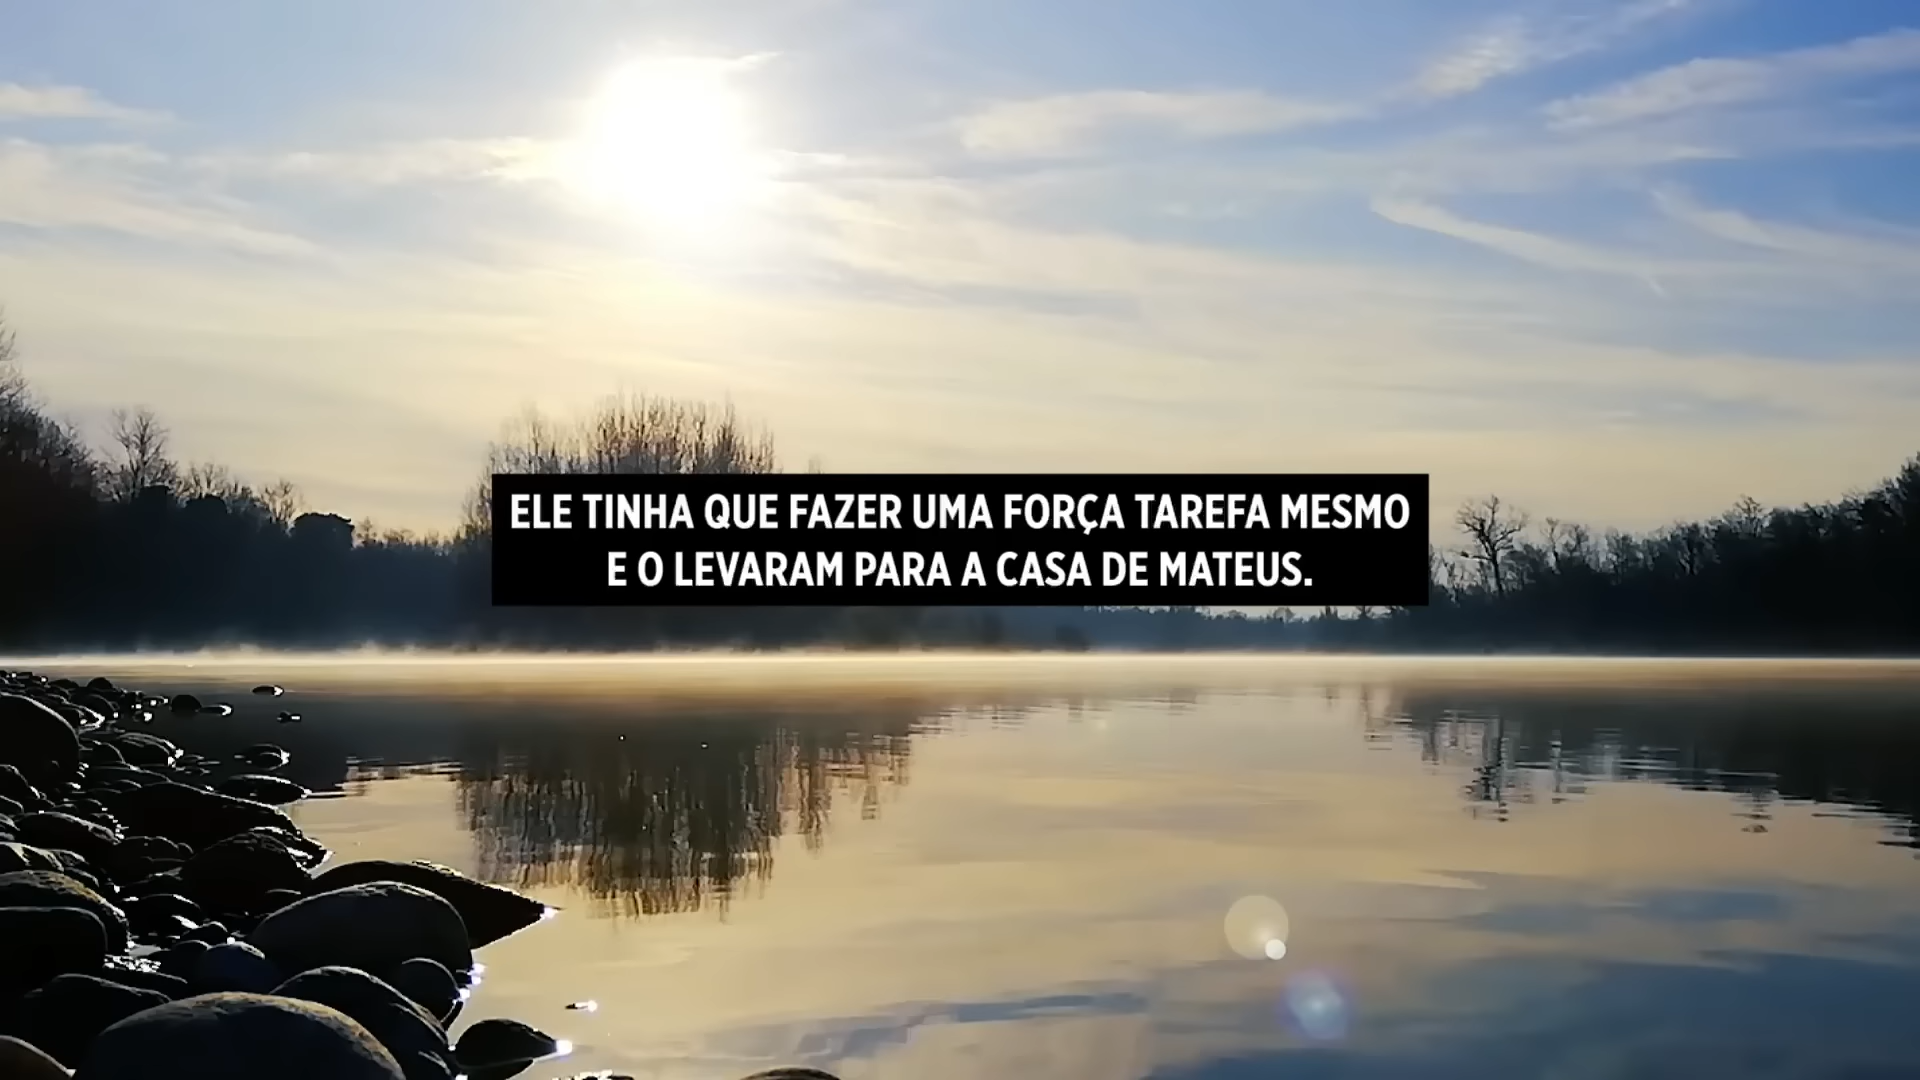 ELE TINHA QUE FAZER UMA FORÇA TAREFA MESMO
E O LEVARAM PARA A CASA DE MATEUS.